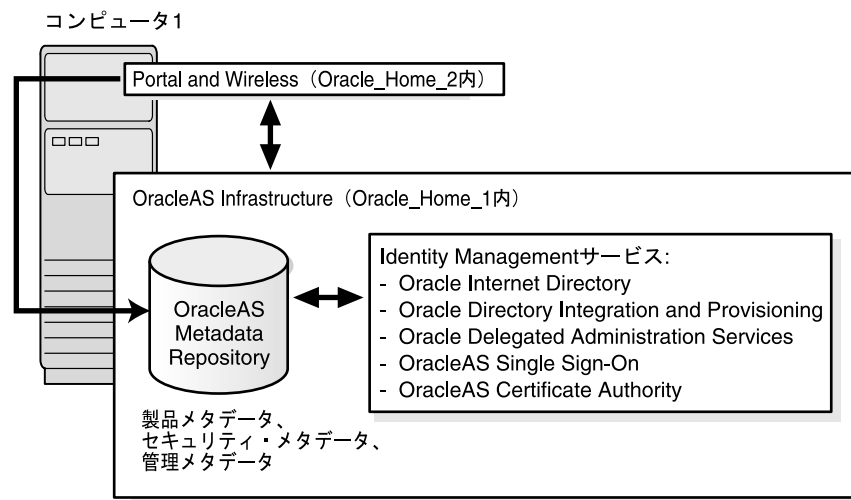 コンピュータ1
Portal and Wireless（Oracle_Home_2内）
OracleAS Infrastructure（Oracle_Home_1内）
OracleAS
Metadata
Repository
製品メタデータ、
セキュリティ・メタデータ、
管理メタデータ
Identity Managementサービス:
- Oracle Internet Directory
- Oracle Directory Integration and Provisioning
- Oracle Delegated Administration Services
- OracleAS Single Sign-On
- OracleAS Certificate Authority